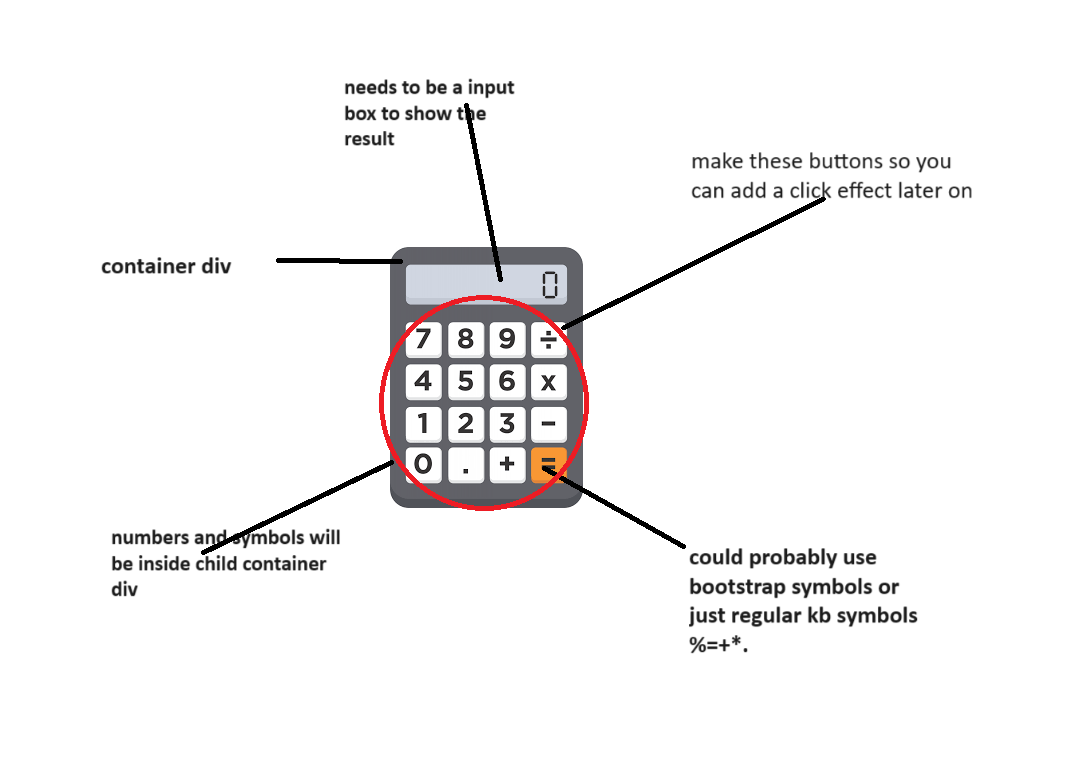 needs to be a input
box to show the
result
make these buttons so you
can add a click effect later on
container div
0
7 8 9 ÷
4 5 6 x
1 2 3 −
0 . + =
numbers and symbols will
be inside child container
div
could probably use
bootstrap symbols or
just regular kb symbols
%=+*.